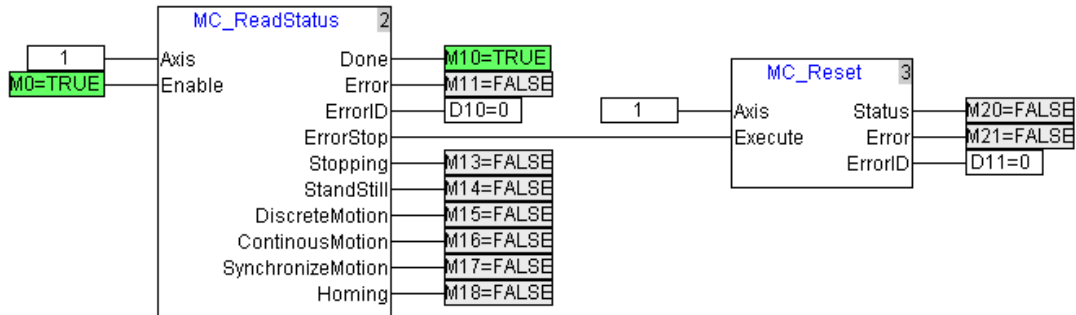 MC_ReadStatus 2
1 Axis Done M10=TRUE
M0=TRUE Enable Error M11=FALSE
ErrorID D10=0
ErrorStop
Stopping M13=FALSE
StandStill M14=FALSE
DiscreteMotion M15=FALSE
ContinousMotion M16=FALSE
SynchronizeMotion M17=FALSE
Homing M18=FALSE
MC_Reset 3
1 Axis Status M20=FALSE
Execute Error M21=FALSE
ErrorID D11=0